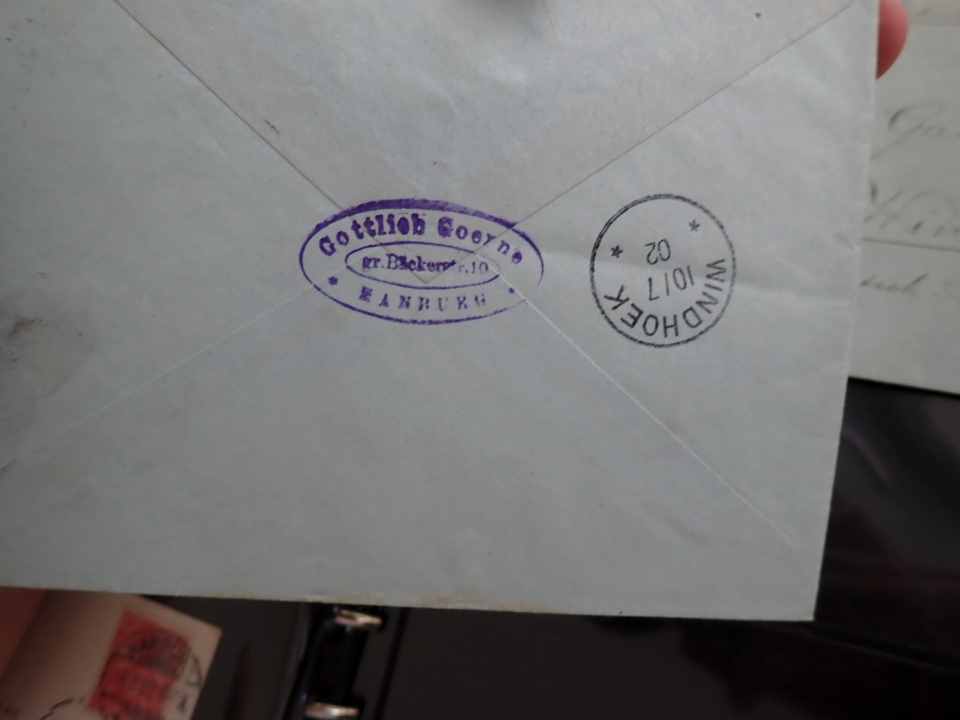 Gottlieb Goerne
gr.Bäckerstr.10
* HAMBURG *
WINDHOEK
10/7
02
* *